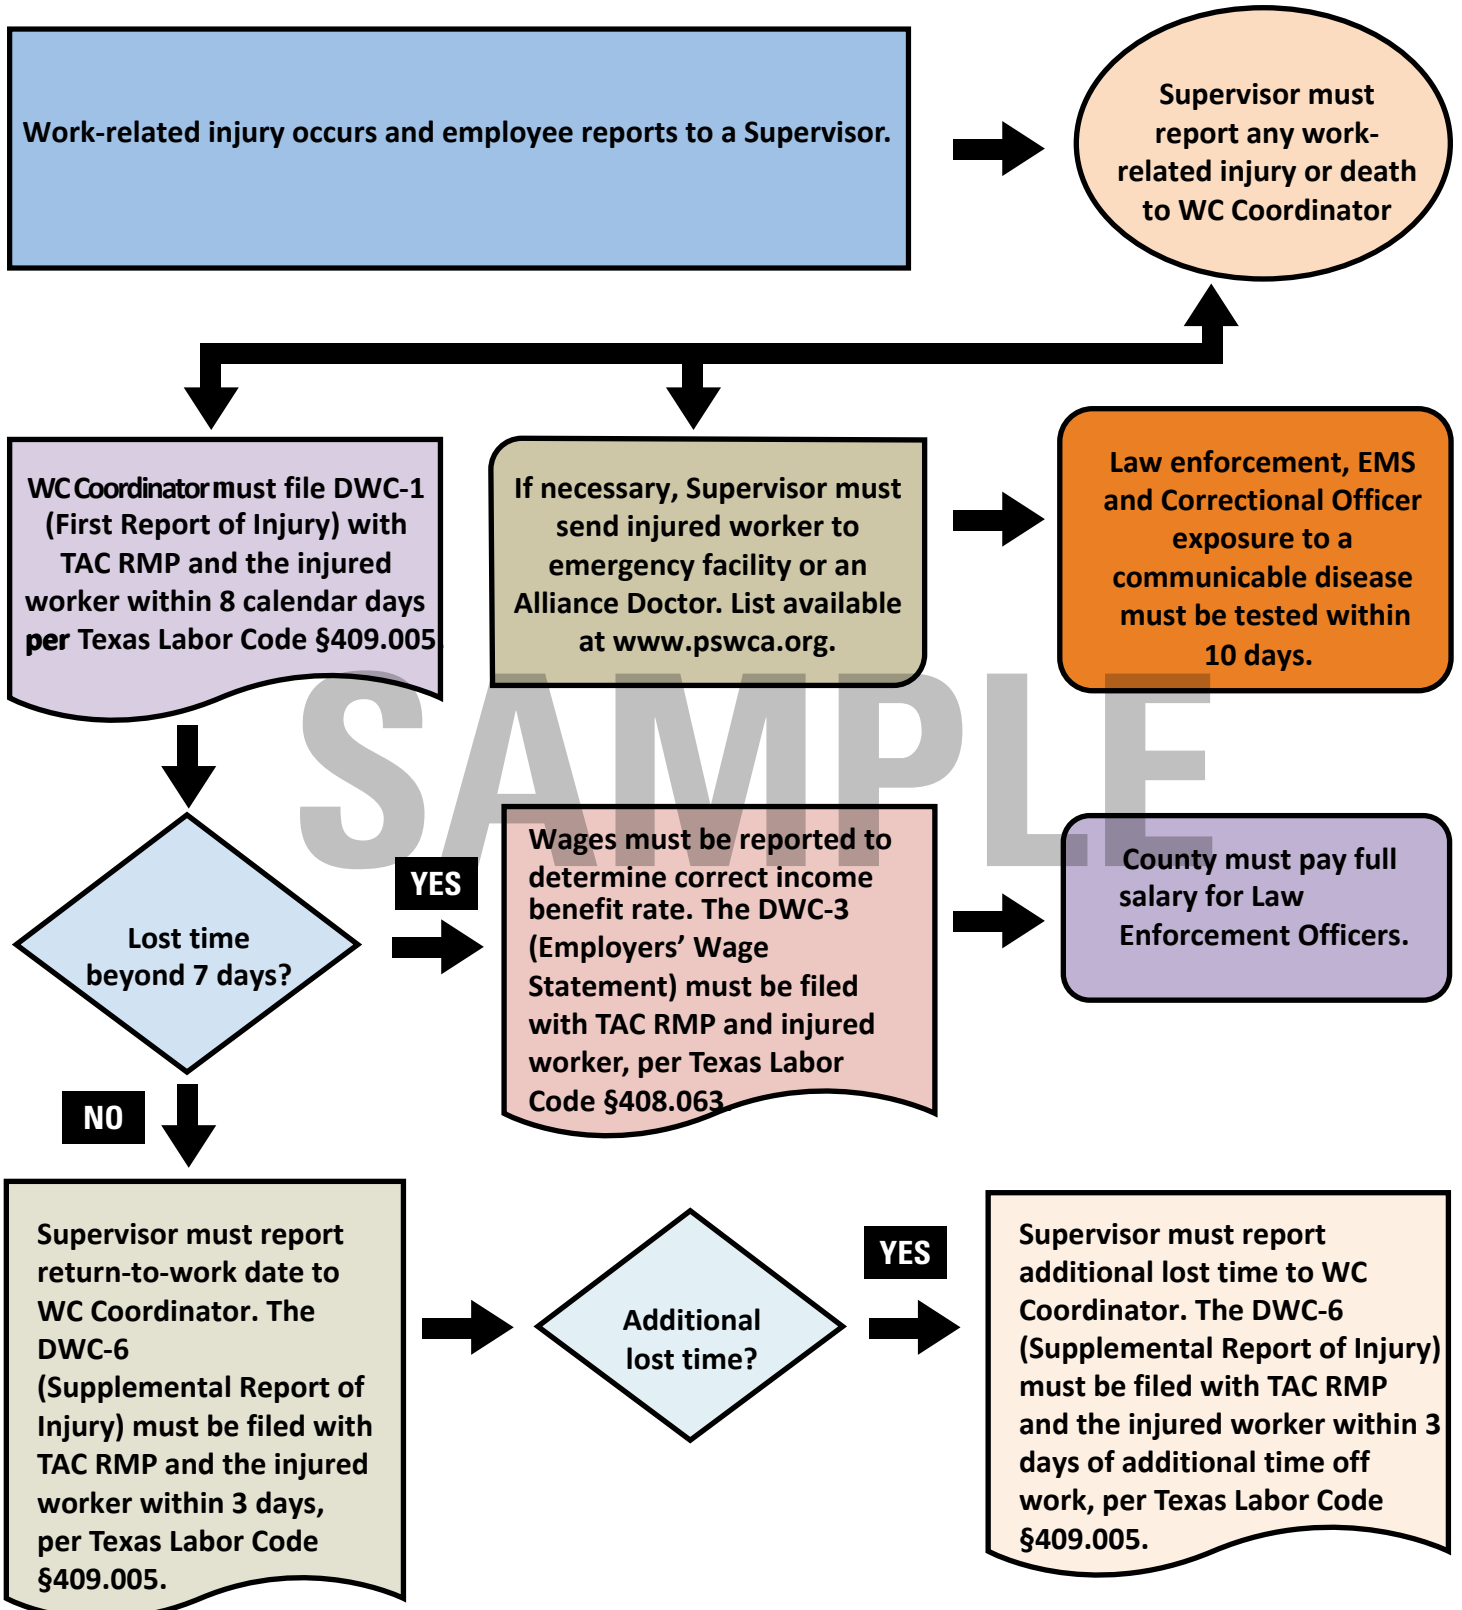 Work-related injury occurs and employee reports to a Supervisor.
Supervisor must
report any work-
related injury or death
to WC Coordinator
WC Coordinator must file DWC-1
(First Report of Injury) with
TAC RMP and the injured
worker within 8 calendar days
per Texas Labor Code §409.005.
If necessary, Supervisor must
send injured worker to
emergency facility or an
Alliance Doctor. List available
at www.pswca.org.
Law enforcement, EMS
and Correctional Officer
exposure to a
communicable disease
must be tested within
10 days.
SAMPLE
Lost time
beyond 7 days?
YES
Wages must be reported to
determine correct income
benefit rate. The DWC-3
(Employers’ Wage
Statement) must be filed
with TAC RMP and injured
worker, per Texas Labor
Code §408.063.
County must pay full
salary for Law
Enforcement Officers.
NO
Supervisor must report
return-to-work date to
WC Coordinator. The
DWC-6
(Supplemental Report of
Injury) must be filed with
TAC RMP and the injured
worker within 3 days,
per Texas Labor Code
§409.005.
Additional
lost time?
YES
Supervisor must report
additional lost time to WC
Coordinator. The DWC-6
(Supplemental Report of Injury)
must be filed with TAC RMP
and the injured worker within 3
days of additional time off
work, per Texas Labor Code
§409.005.